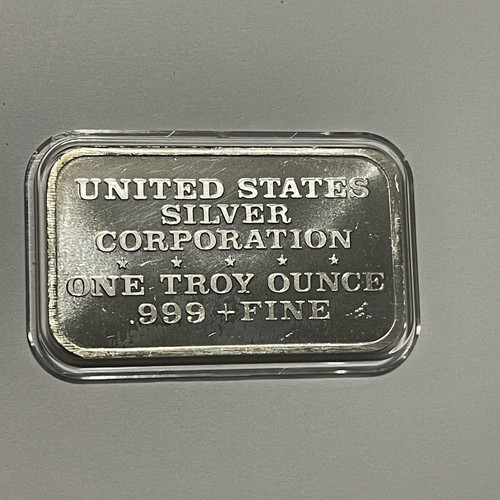 UNITED STATES
SILVER
CORPORATION
ONE TROY OUNCE
.999 + FINE